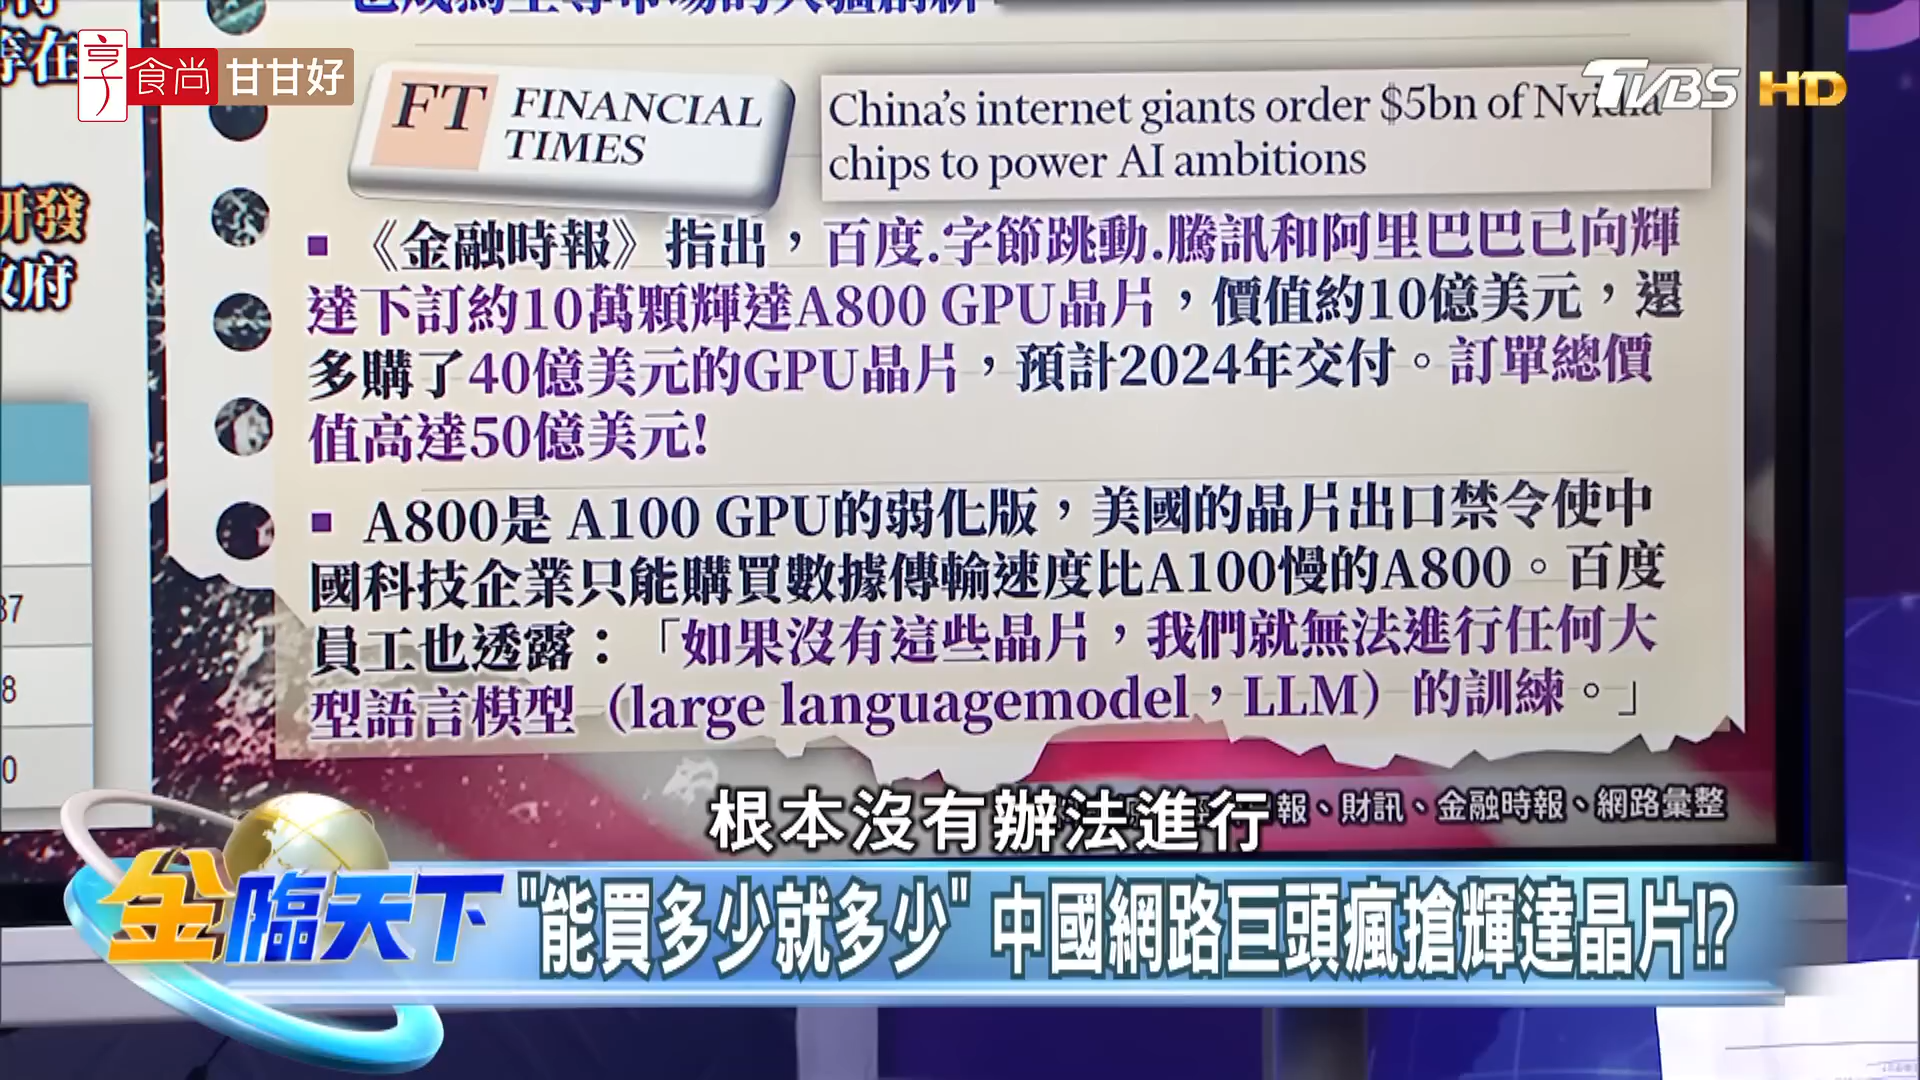 享 食尚 甘甘好
TVBS HD
等在
FT FINANCIAL
TIMES
China's internet giants order $5bn of Nvidia
chips to power AI ambitions
研發
政府
▪ 《金融時報》指出，百度.字節跳動.騰訊和阿里巴巴已向輝
達下訂約10萬顆輝達A800 GPU晶片，價值約10億美元，還
多購了40億美元的GPU晶片，預計2024年交付。訂單總價
值高達50億美元!
▪ A800是 A100 GPU的弱化版，美國的晶片出口禁令使中
國科技企業只能購買數據傳輸速度比A100慢的A800。百度
員工也透露：「如果沒有這些晶片，我們就無法進行任何大
型語言模型（large languagemodel，LLM）的訓練。」
37
8
0
報、財訊、金融時報、網路彙整
根本沒有辦法進行
金臨天下
"能買多少就多少" 中國網路巨頭瘋搶輝達晶片!?